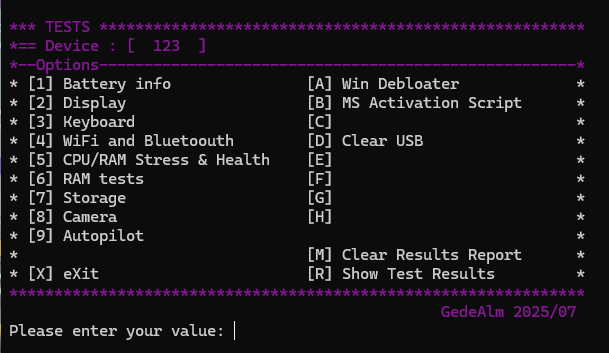 *** TESTS ******************************************************
*== Device : [  123  ]
*--Options-----------------------------------------------------*
* [1] Battery info               [A] Win Debloater             *
* [2] Display                    [B] MS Activation Script      *
* [3] Keyboard                   [C]                           *
* [4] WiFi and Bluetoouth        [D] Clear USB                 *
* [5] CPU/RAM Stress & Health    [E]                           *
* [6] RAM tests                  [F]                           *
* [7] Storage                    [G]                           *
* [8] Camera                     [H]                           *
* [9] Autopilot                                                *
*                                [M] Clear Results Report      *
* [X] eXit                       [R] Show Test Results         *
****************************************************************
GedeAlm 2025/07
Please enter your value: